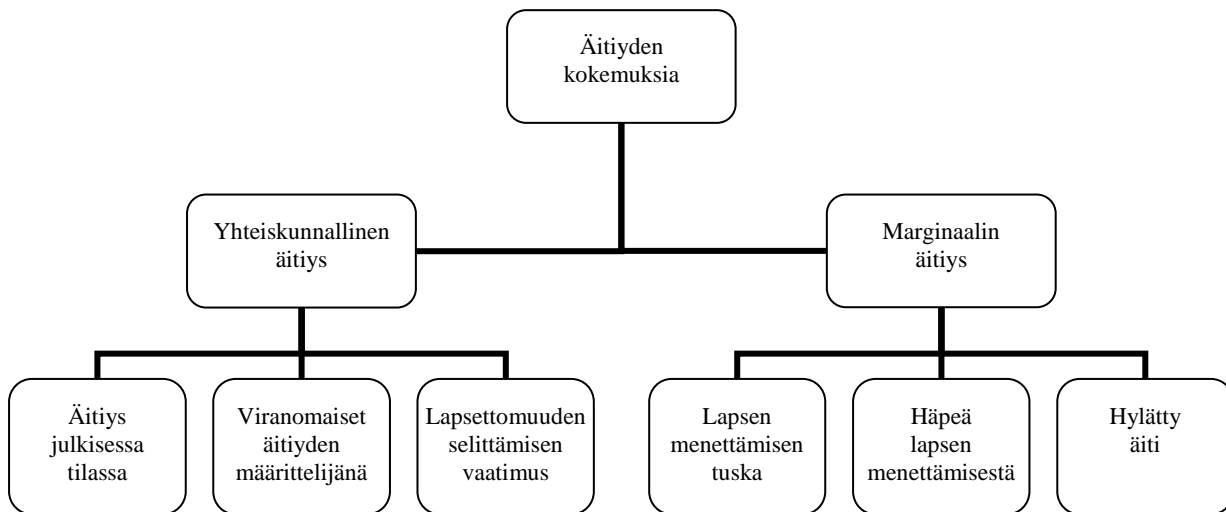 Äitiyden
kokemuksia
Yhteiskunnallinen
äitiys
Marginaalin
äitiys
Äitiys
julkisessa
tilassa
Viranomaiset
äitiyden
määrittelijänä
Lapsettomuuden
selittämisen
vaatimus
Lapsen
menettämisen
tuska
Häpeä
lapsen
menettämisestä
Hylätty
äiti